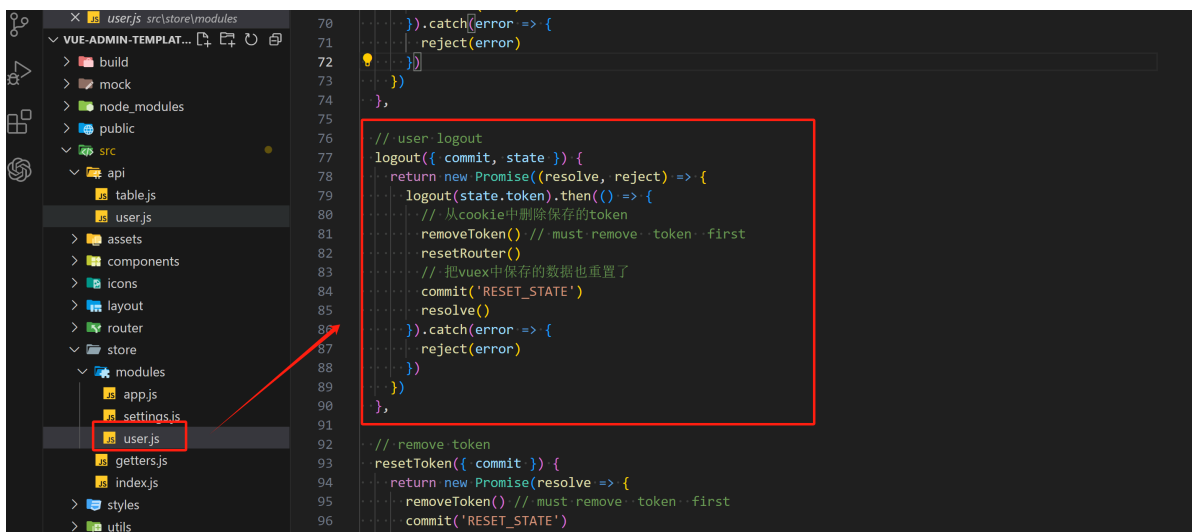 user.js src\store\modules
VUE-ADMIN-TEMPLAT...
build
mock
node_modules
public
src
api
table.js
user.js
assets
components
icons
layout
router
store
modules
app.js
settings.js
user.js
getters.js
index.js
styles
utils
70
71
72
73
74
75
76
77
78
79
80
81
82
83
84
85
86
87
88
89
90
91
92
93
94
95
96
}).catch(error => {
reject(error)
})
})
},
// user logout
logout({ commit, state }) {
return new Promise((resolve, reject) => {
logout(state.token).then(() => {
// 从cookie中删除保存的token
removeToken() // must remove  token  first
resetRouter()
// 把vuex中保存的数据也重置了
commit('RESET_STATE')
resolve()
}).catch(error => {
reject(error)
})
})
},
// remove token
resetToken({ commit }) {
return new Promise(resolve => {
removeToken() // must remove  token  first
commit('RESET_STATE')